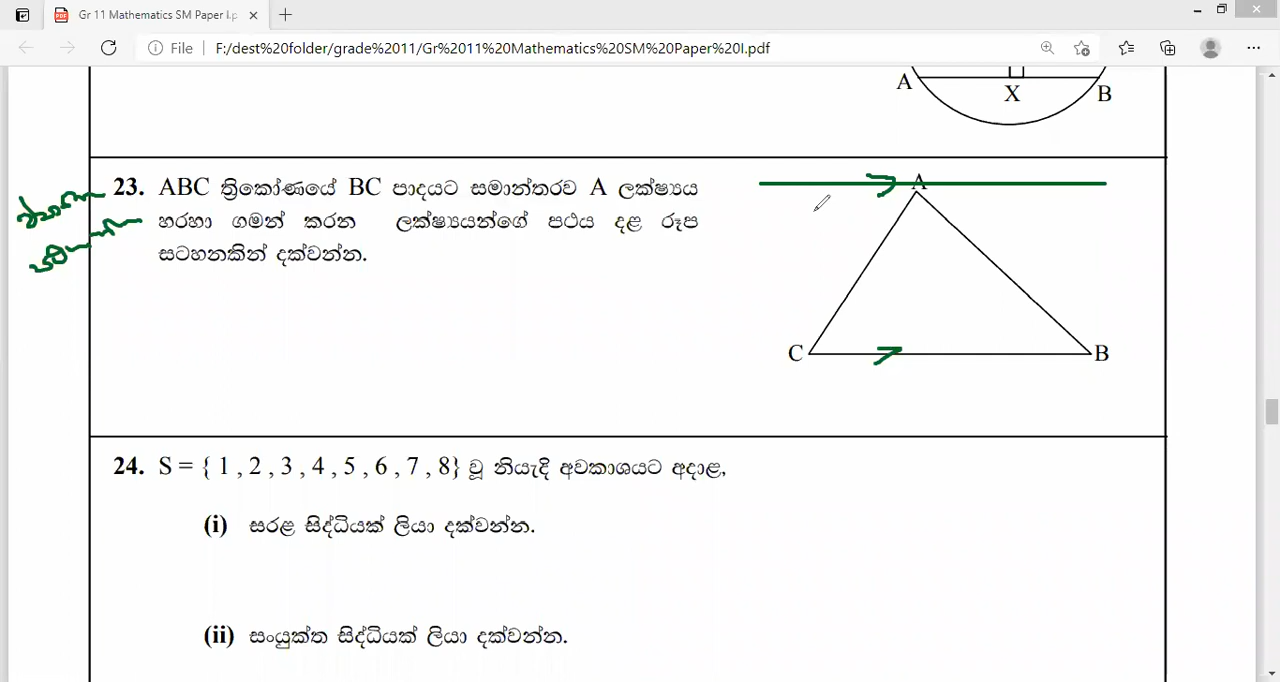 Gr 11 Mathematics SM Paper I.p
File F:/dest%20folder/grade%2011/Gr%2011%20Mathematics%20SM%20Paper%20I.pdf
A X B
23. ABC ත්‍රිකෝණයේ BC පාදයට සමාන්තරව A ලක්ෂ්‍යය
හරහා ගමන් කරන ලක්ෂ්‍යයන්ගේ පථය දළ රූප
සටහනකින් දක්වන්න.
A
C B
24. S = { 1 , 2 , 3 , 4 , 5 , 6 , 7 , 8} වූ නියැදි අවකාශයට අදාළ,
(i) සරළ සිද්ධියක් ලියා දක්වන්න.
(ii) සංයුක්ත සිද්ධියක් ලියා දක්වන්න.